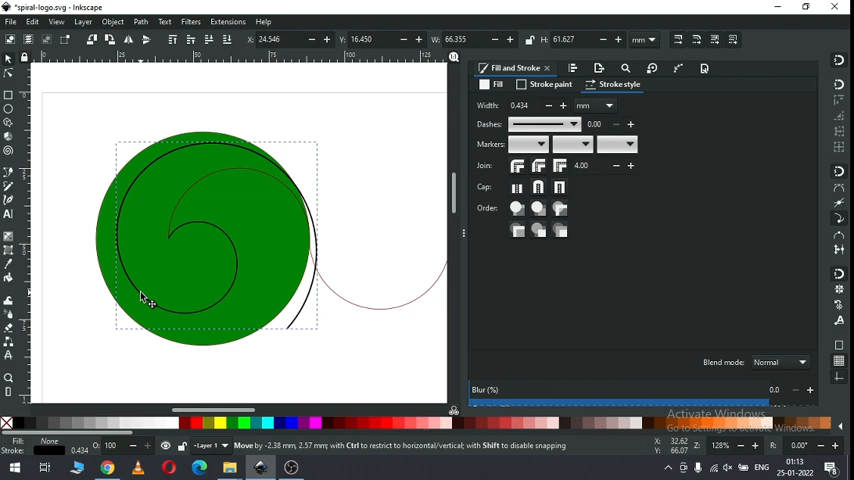 *spiral-logo.svg - Inkscape
File Edit View Layer Object Path Text Filters Extensions Help
X: 24.546 Y: 16.450 W: 66.355 H: 61.627 mm
Fill and Stroke
Fill Stroke paint Stroke style
Width: 0.434 mm
Dashes: 0.00
Markers:
Join: 4.00
Cap:
Order:
Blend mode: Normal
Blur (%) 0.0
Activate Windows
Go to Settings to activate Windows.
Fill: None
Stroke: 0.434
O: 100
-Layer 1
Move by -2.38 mm, 2.57 mm; with Ctrl to restrict to horizontal/vertical; with Shift to disable snapping
X: 32.62
Y: 66.07
Z: 128% R: 0.00°
ENG
01:13
25-01-2022